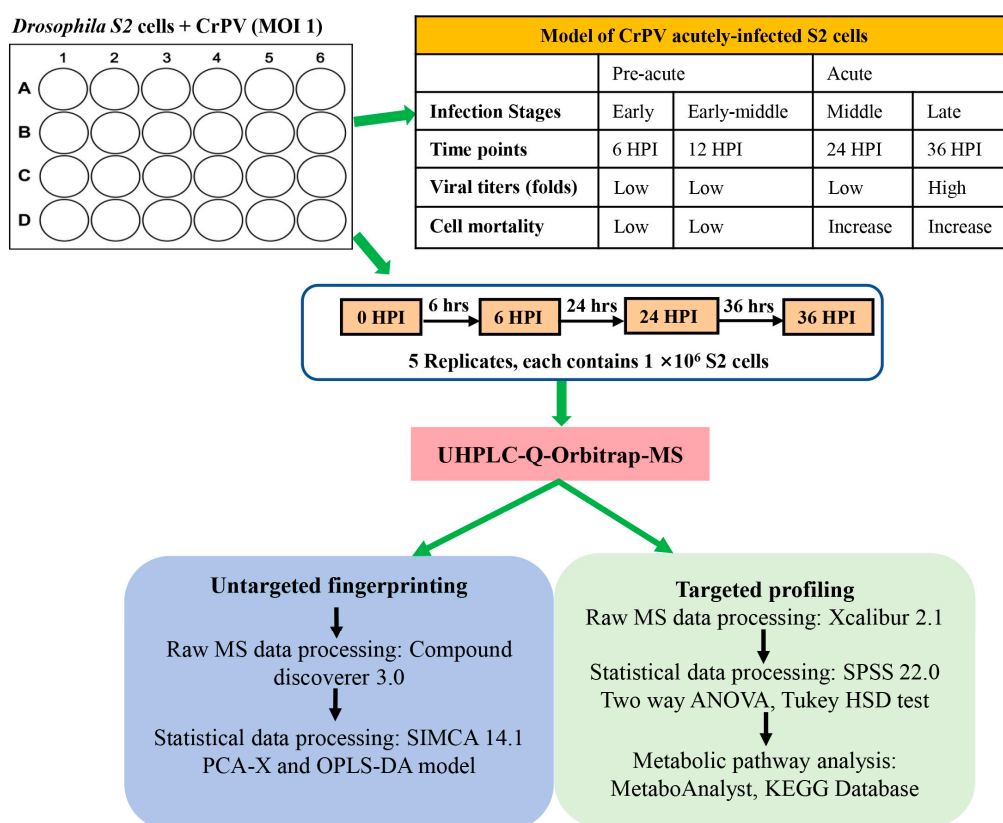 Drosophila S2 cells + CrPV (MOI 1)
1 2 3 4 5 6
A
B
C
D
Model of CrPV acutely-infected S2 cells
Pre-acute Acute
Infection Stages Early Early-middle Middle Late
Time points 6 HPI 12 HPI 24 HPI 36 HPI
Viral titers (folds) Low Low Low High
Cell mortality Low Low Increase Increase
0 HPI 6 hrs 6 HPI 24 hrs 24 HPI 36 hrs 36 HPI
5 Replicates, each contains 1 ×10⁶ S2 cells
UHPLC-Q-Orbitrap-MS
Untargeted fingerprinting
Raw MS data processing: Compound
discoverer 3.0
Statistical data processing: SIMCA 14.1
PCA-X and OPLS-DA model
Targeted profiling
Raw MS data processing: Xcalibur 2.1
Statistical data processing: SPSS 22.0
Two way ANOVA, Tukey HSD test
Metabolic pathway analysis:
MetaboAnalyst, KEGG Database